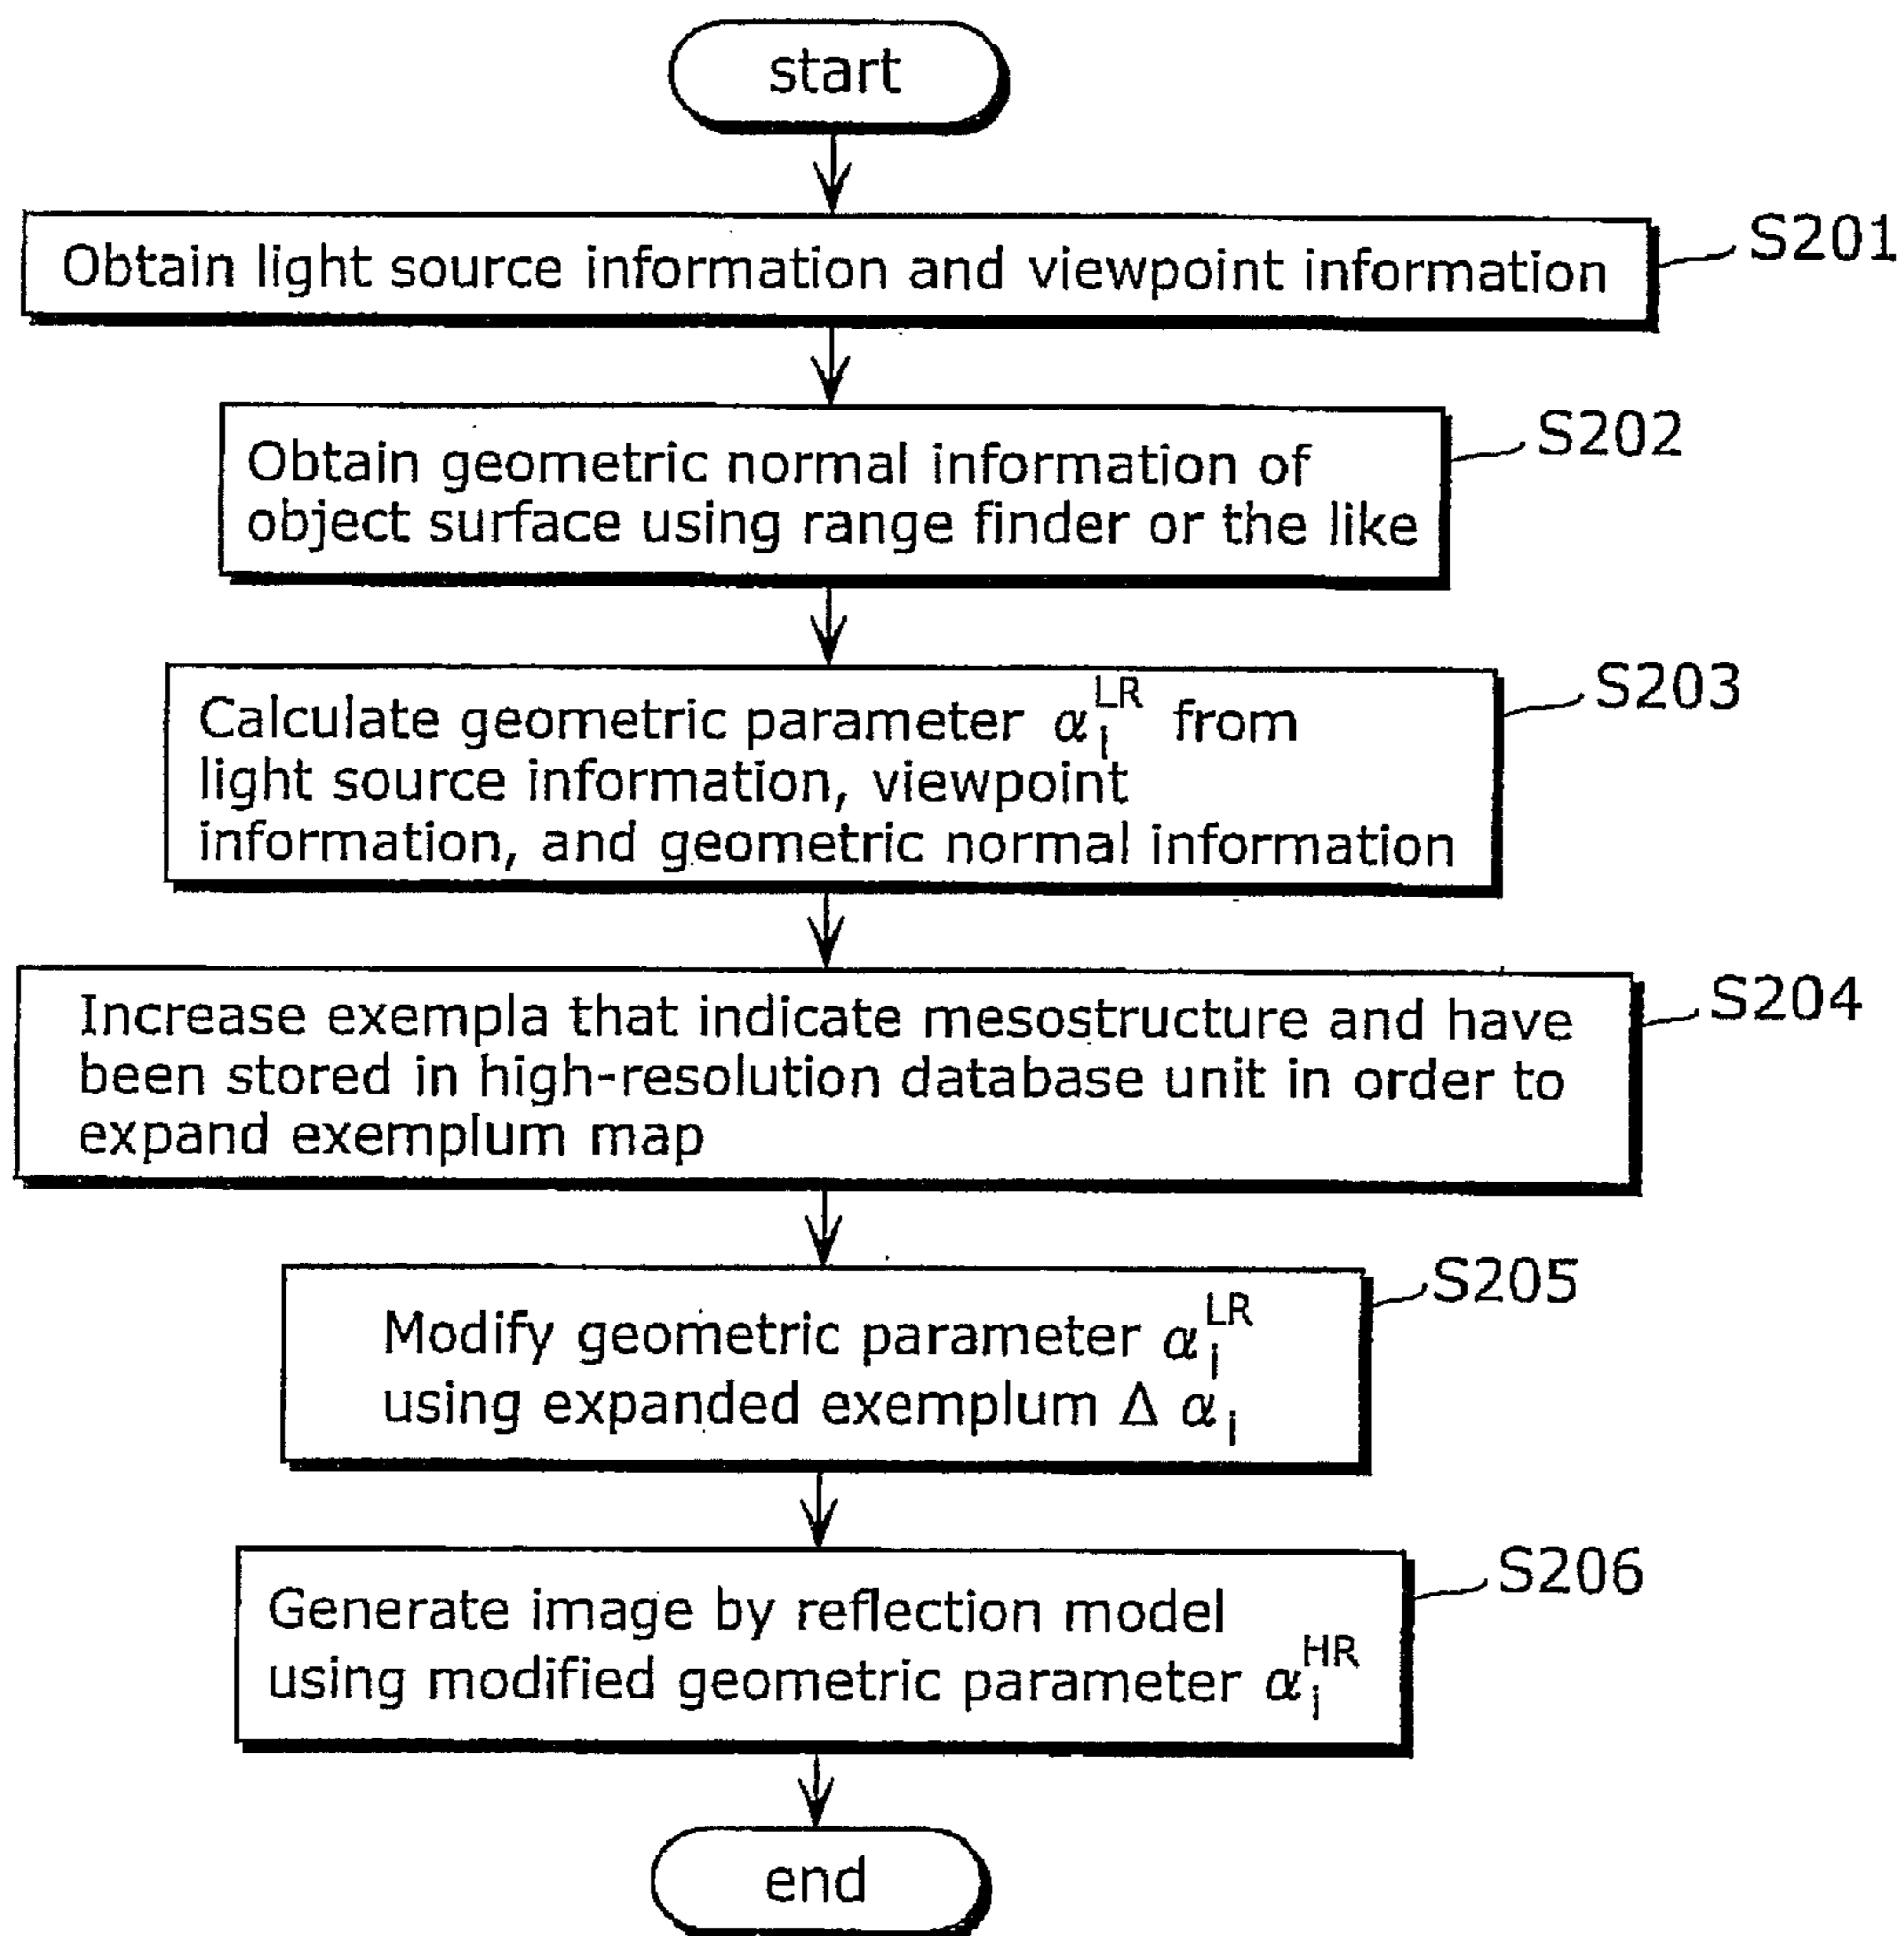 start
Obtain light source information and viewpoint information
S201
Obtain geometric normal information of
object surface using range finder or the like
S202
Calculate geometric parameter α_i^LR from
light source information, viewpoint
information, and geometric normal information
S203
Increase exempla that indicate mesostructure and have
been stored in high-resolution database unit in order to
expand exemplum map
S204
Modify geometric parameter α_i^LR
using expanded exemplum Δ α_i
S205
Generate image by reflection model
using modified geometric parameter α_i^HR
S206
end